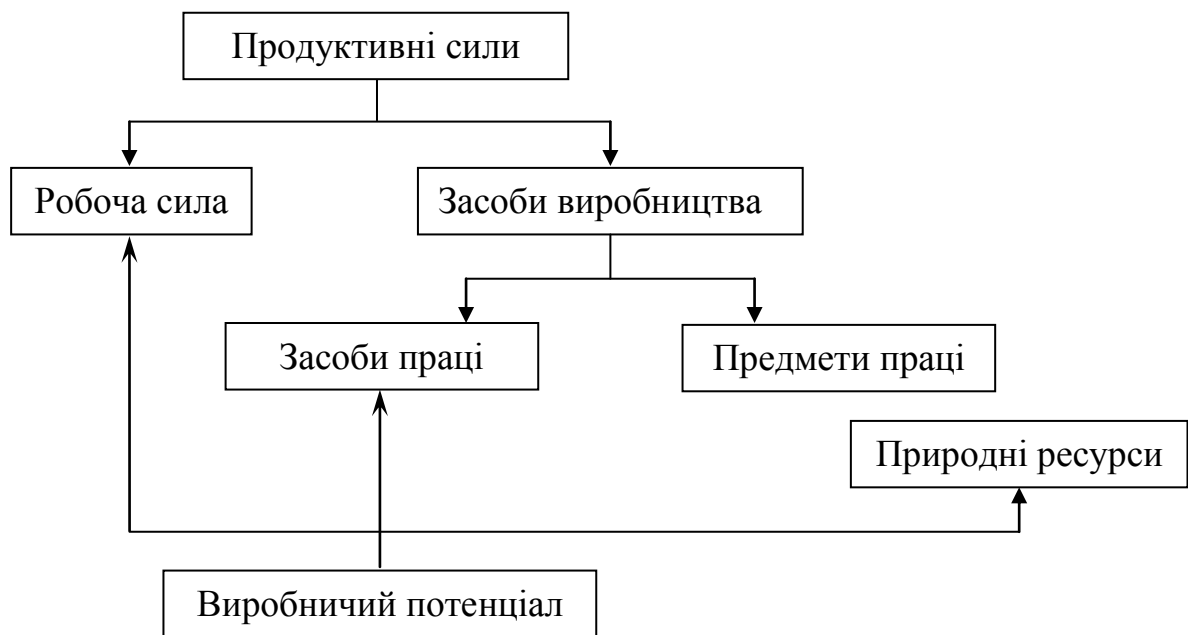 Продуктивні сили
Робоча сила
Засоби виробництва
Засоби праці
Предмети праці
Природні ресурси
Виробничий потенціал